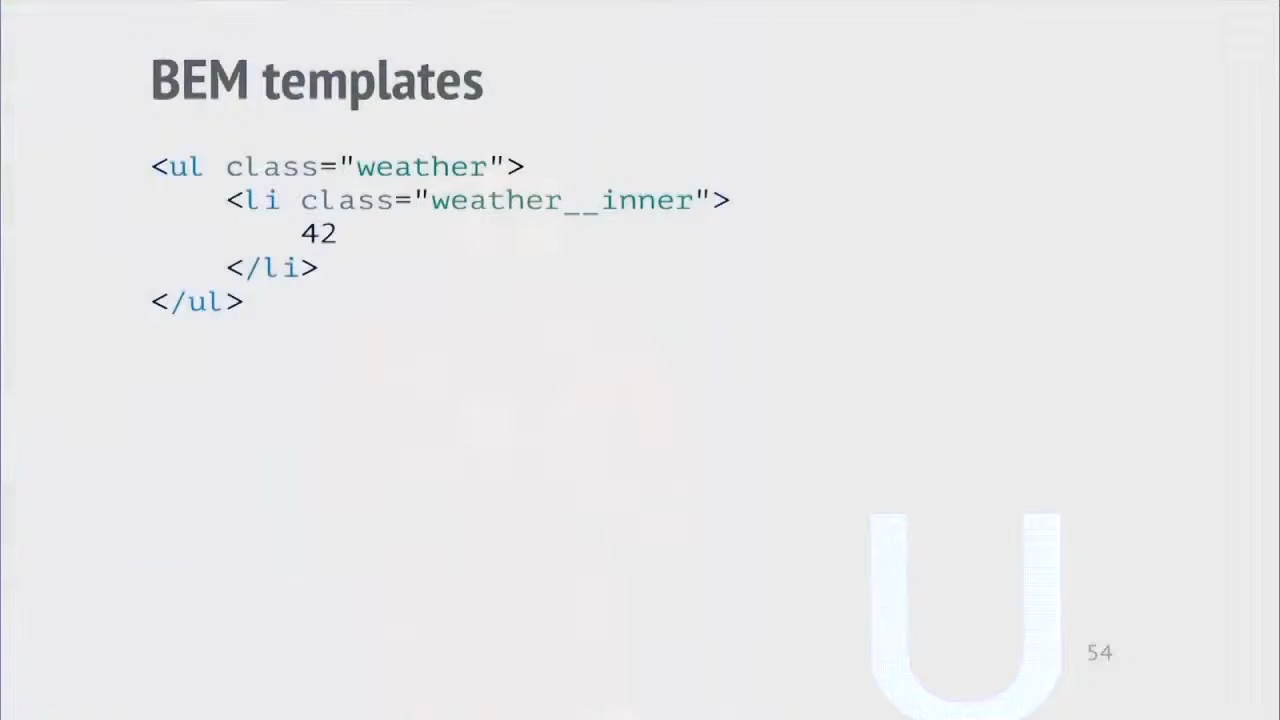 BEM templates
<ul class="weather">
    <li class="weather__inner">
        42
    </li>
</ul>
U
54